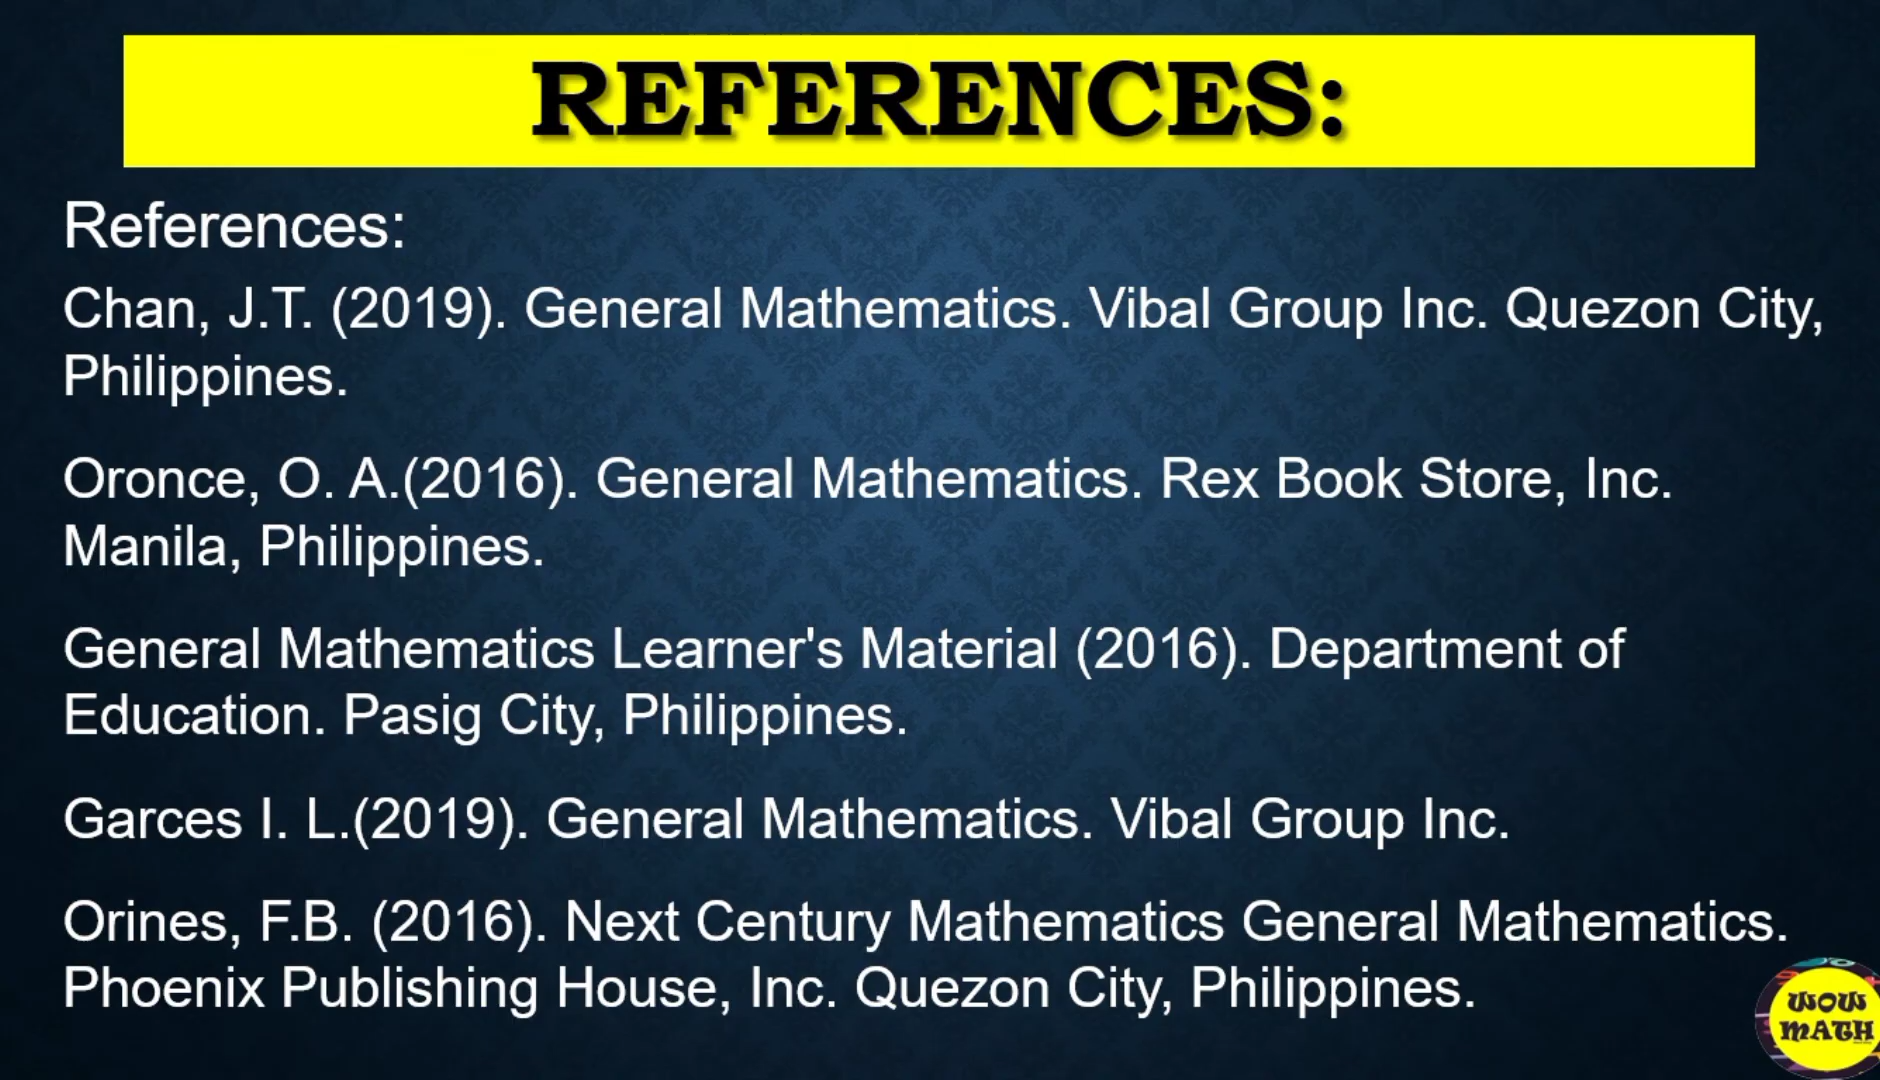 REFERENCES:
References:
Chan, J.T. (2019). General Mathematics. Vibal Group Inc. Quezon City,
Philippines.
Oronce, O. A.(2016). General Mathematics. Rex Book Store, Inc.
Manila, Philippines.
General Mathematics Learner's Material (2016). Department of
Education. Pasig City, Philippines.
Garces I. L.(2019). General Mathematics. Vibal Group Inc.
Orines, F.B. (2016). Next Century Mathematics General Mathematics.
Phoenix Publishing House, Inc. Quezon City, Philippines.
WOW
MATH